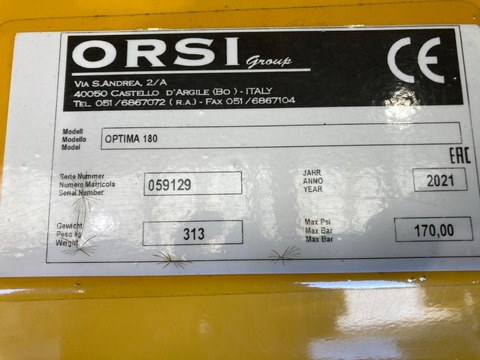 ORSI Group
CE
VIA S.ANDREA, 2/A
40050 CASTELLO D'ARGILE (BO) - ITALY
TEL 051/6867072 (R.A.) - FAX 051/6867104
Modell
Modello
Model
OPTIMA 180
EAC
Serie Nummer
Numero Matricola
Serial Number
059129
JAHR
ANNO
YEAR
2021
Gewicht
Peso kg
Weight
313
Max Psi
Max Bar
Max Bar
170,00